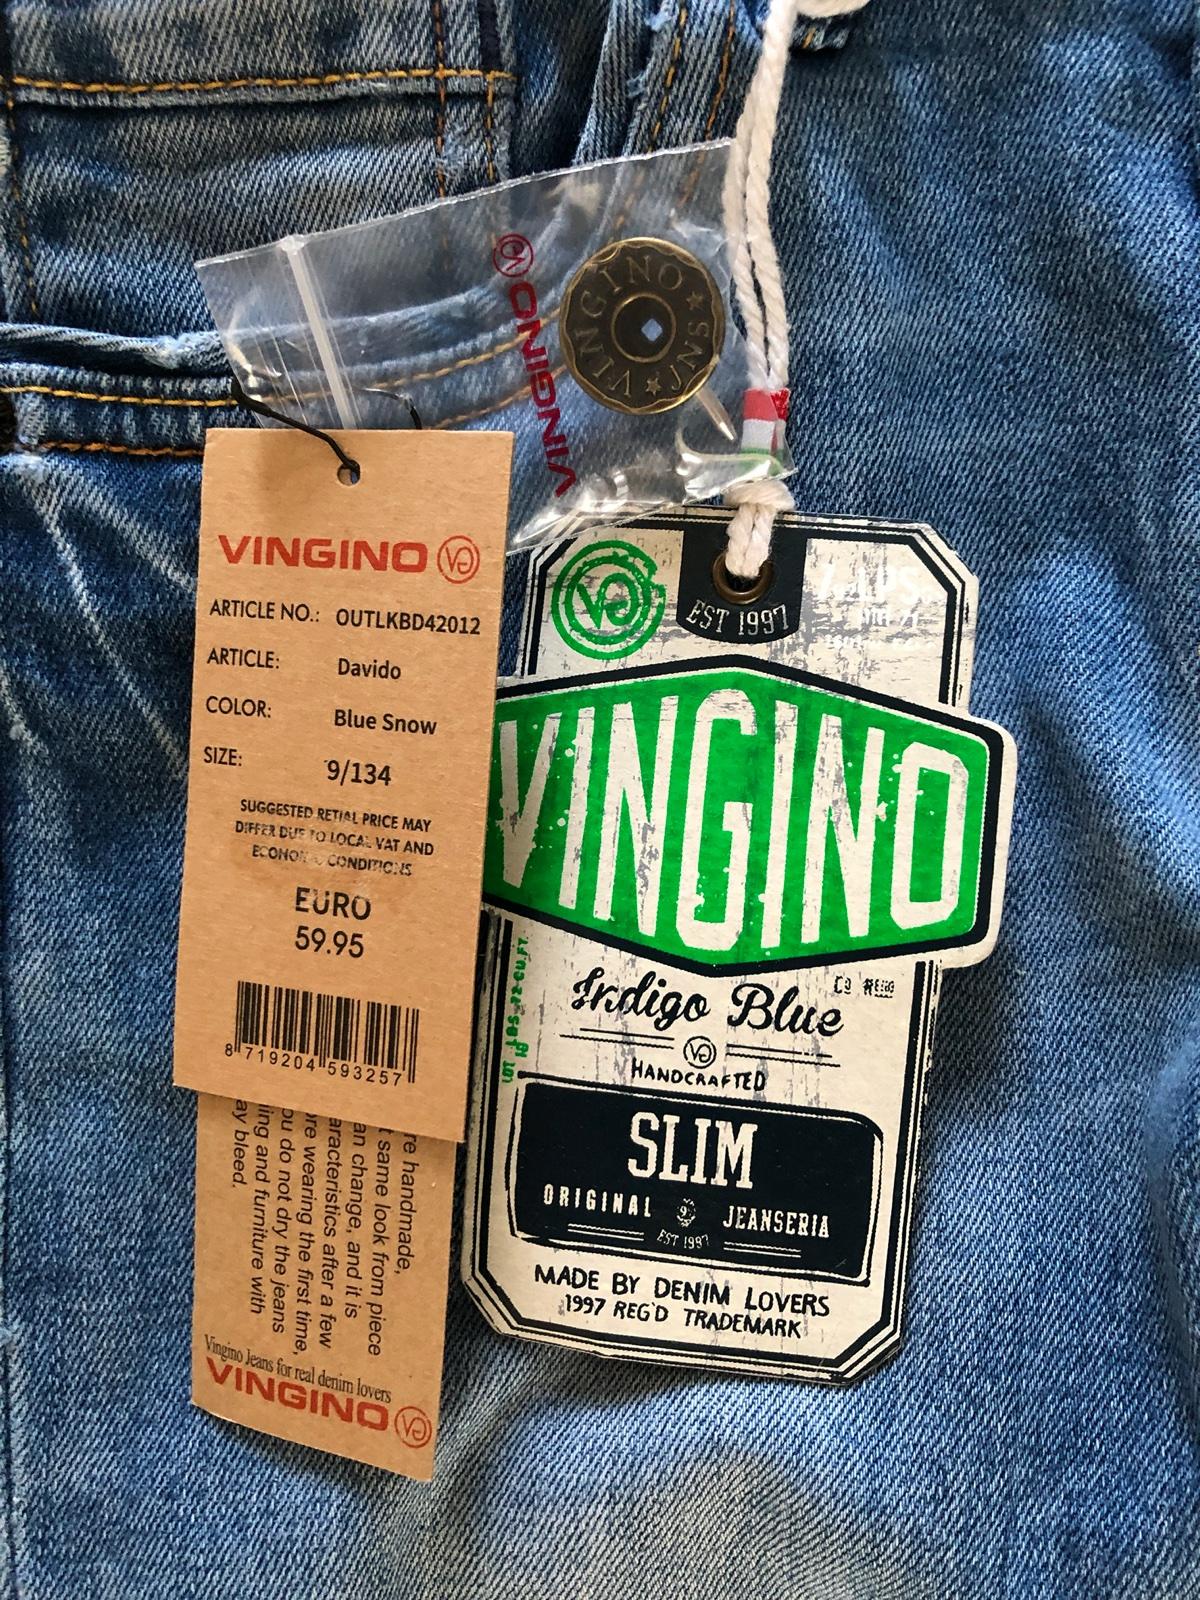 VINGINO
JNS
VINGINO
VINGINO
ARTICLE NO.: OUTLKBD42012
ARTICLE: Davido
COLOR: Blue Snow
SIZE: 9/134
SUGGESTED RETIAL PRICE MAY
DIFFER DUE TO LOCAL VAT AND
ECONOMIC CONDITIONS
EURO
59.95
8 719204 593257
re handmade,
t same look from piece
an change, and it is
aracteristics after a few
ore wearing the first time,
ou do not dry the jeans
ing and furniture with
ay bleed.
Vingino Jeans for real denim lovers
VINGINO
EST 1997
VINGINO
Indigo Blue
HANDCRAFTED
SLIM
ORIGINAL JEANSERIA
EST 1997
MADE BY DENIM LOVERS
1997 REG'D TRADEMARK